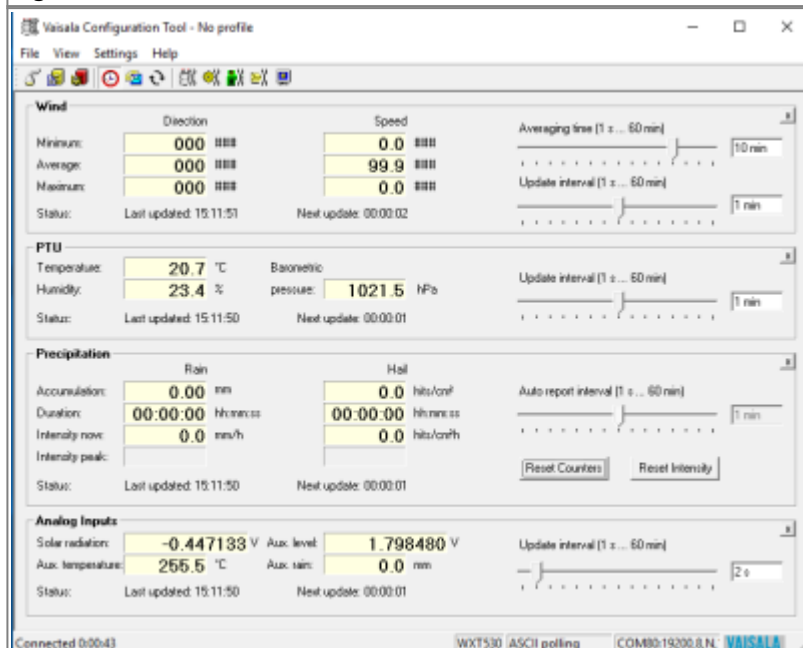 Vaisala Configuration Tool - No profile
File View Settings Help
Wind
Direction Speed
Minimum: 000 ### 0.0 ###
Average: 000 ### 99.9 ###
Maximum: 000 ### 0.0 ###
Status: Last updated: 15:11:51 Next update: 00:00:02
Averaging time (1 s ... 60 min)
10 min
Update interval (1 s ... 60 min)
1 min
PTU
Temperature: 20.7 °C Barometric
Humidity: 23.4 % pressure: 1021.5 hPa
Status: Last updated: 15:11:50 Next update: 00:00:01
Update interval (1 s ... 60 min)
1 min
Precipitation
Rain Hail
Accumulation: 0.00 mm 0.0 hits/cm²
Duration: 00:00:00 hh:mm:ss 00:00:00 hh:mm:ss
Intensity now: 0.0 mm/h 0.0 hits/cm²h
Intensity peak:
Status: Last updated: 15:11:50 Next update: 00:00:01
Auto report interval (1 s ... 60 min)
1 min
Reset Counters Reset Intensity
Analog Inputs
Solar radiation: -0.447133 V Aux. level: 1.798480 V
Aux. temperature: 255.5 °C Aux. rain: 0.0 mm
Status: Last updated: 15:11:50 Next update: 00:00:01
Update interval (1 s ... 60 min)
2 s
Connected 0:00:43 WXT530 ASCII polling COM80:19200,8,N, VAISALA